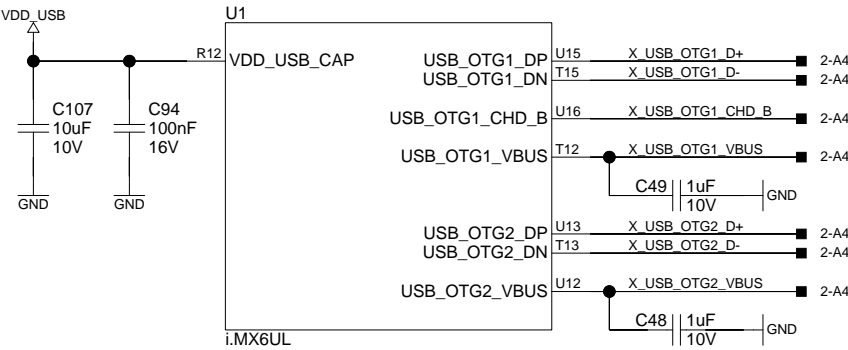 VDD_USB
U1
R12 VDD_USB_CAP
USB_OTG1_DP U15 X_USB_OTG1_D+ 2-A4
USB_OTG1_DN T15 X_USB_OTG1_D- 2-A4
C107
10uF
10V
C94
100nF
16V
USB_OTG1_CHD_B U16 X_USB_OTG1_CHD_B 2-A4
USB_OTG1_VBUS T12 X_USB_OTG1_VBUS 2-A4
C49 1uF
10V
GND
GND
GND
USB_OTG2_DP U13 X_USB_OTG2_D+ 2-A4
USB_OTG2_DN T13 X_USB_OTG2_D- 2-A4
USB_OTG2_VBUS U12 X_USB_OTG2_VBUS 2-A4
C48 1uF
10V
GND
i.MX6UL